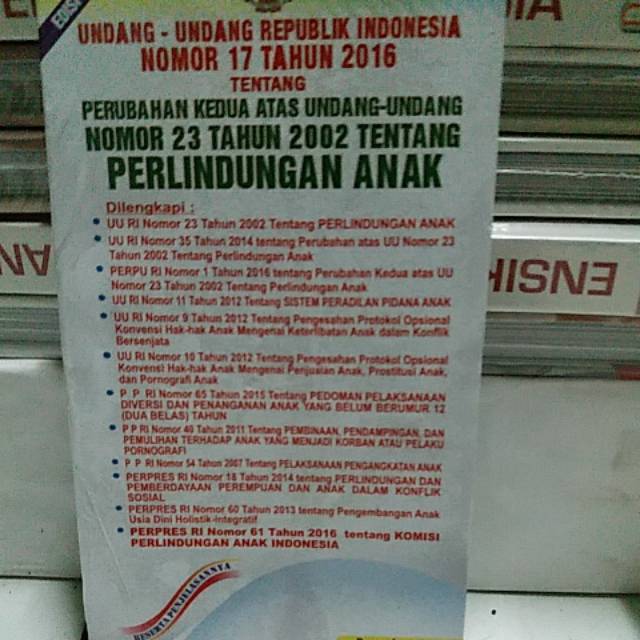 UNDANG - UNDANG REPUBLIK INDONESIA
NOMOR 17 TAHUN 2016
TENTANG
PERUBAHAN KEDUA ATAS UNDANG-UNDANG
NOMOR 23 TAHUN 2002 TENTANG
PERLINDUNGAN ANAK
Dilengkapi :
• UU RI Nomor 23 Tahun 2002 Tentang PERLINDUNGAN ANAK
• UU RI Nomor 35 Tahun 2014 tentang Perubahan atas UU Nomor 23
Tahun 2002 Tentang Perlindungan Anak
• PERPU RI Nomor 1 Tahun 2016 tentang Perubahan Kedua atas UU
Nomor 23 Tahun 2002 Tentang Perlindungan Anak
• UU RI Nomor 11 Tahun 2012 Tentang SISTEM PERADILAN PIDANA ANAK
• UU RI Nomor 9 Tahun 2012 Tentang Pengesahan Protokol Opsional
Konvensi Hak-hak Anak Mengenai Keterlibatan Anak dalam Konflik
Bersenjata
• UU RI Nomor 10 Tahun 2012 Tentang Pengesahan Protokol Opsional
Konvensi Hak-hak Anak Mengenai Penjualan Anak, Prostitusi Anak,
dan Pornografi Anak
• P P RI Nomor 65 Tahun 2015 Tentang PEDOMAN PELAKSANAAN
DIVERSI DAN PENANGANAN ANAK YANG BELUM BERUMUR 12
(DUA BELAS) TAHUN
• P P RI Nomor 40 Tahun 2011 Tentang PEMBINAAN, PENDAMPINGAN, DAN
PEMULIHAN TERHADAP ANAK YANG MENJADI KORBAN ATAU PELAKU
PORNOGRAFI
• P P RI Nomor 54 Tahun 2007 Tentang PELAKSANAAN PENGANGKATAN ANAK
• PERPRES RI Nomor 18 Tahun 2014 tentang PERLINDUNGAN DAN
PEMBERDAYAAN PEREMPUAN DAN ANAK DALAM KONFLIK
SOSIAL
• PERPRES RI Nomor 60 Tahun 2013 tentang Pengembangan Anak
Usia Dini Holistik-Integratif
• PERPRES RI Nomor 61 Tahun 2016 tentang KOMISI
PERLINDUNGAN ANAK INDONESIA
BESERTA PENJELASANNYA
ENSIK